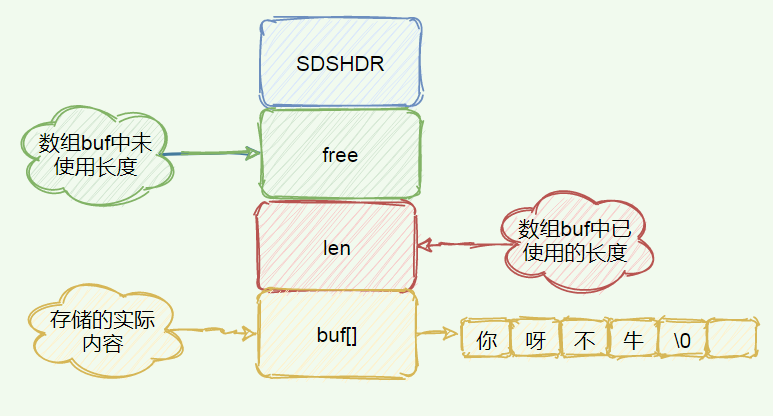 SDSHDR
数组buf中未
使用长度
free
len
数组buf中已
使用的长度
存储的实际
内容
buf[]
你 呀 不 牛 \0